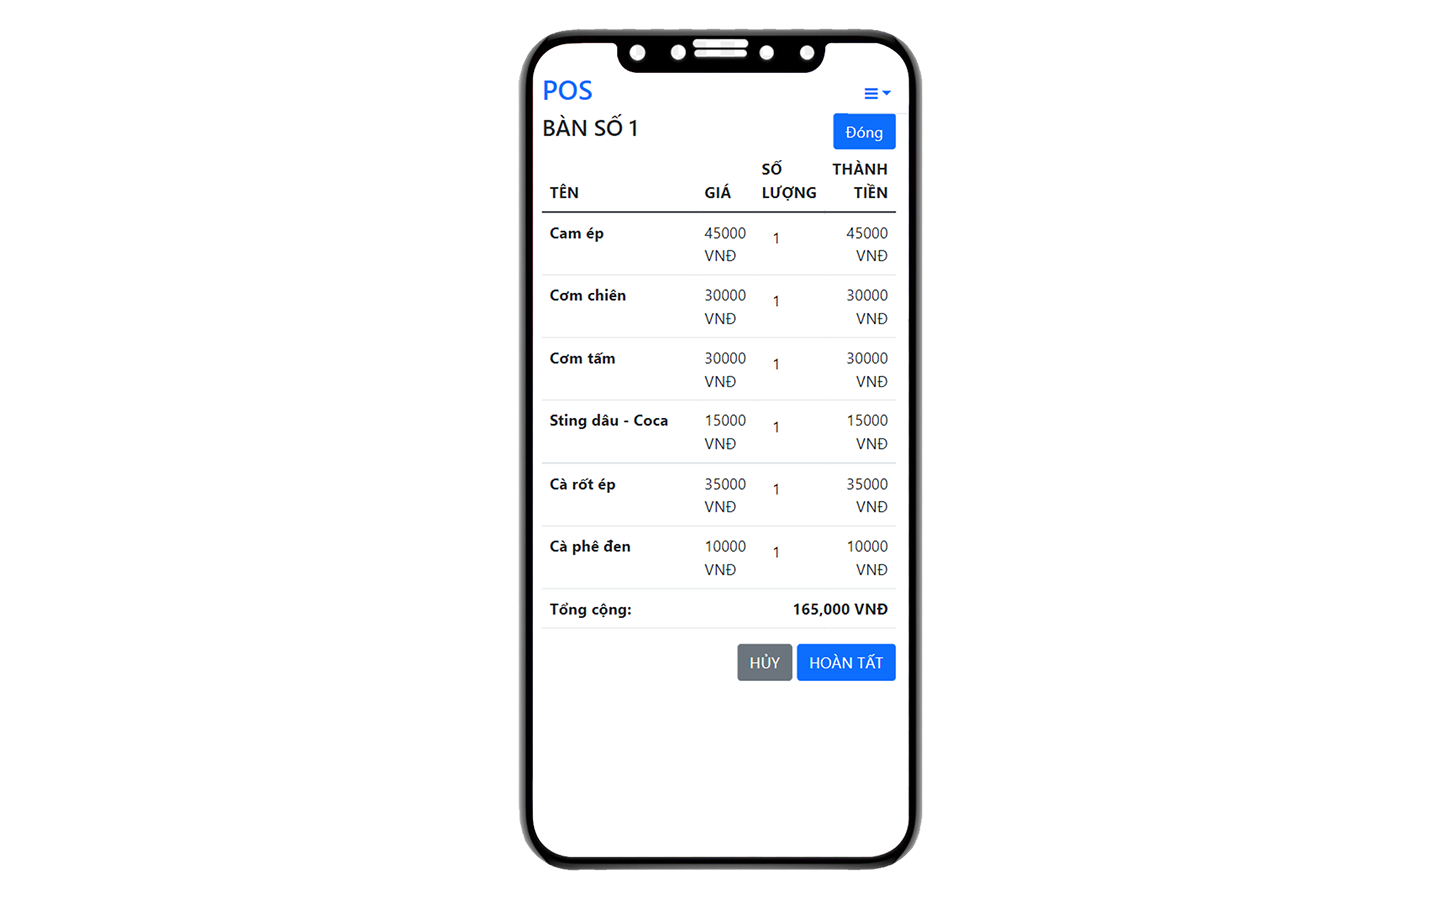 POS
BÀN SỐ 1
Đóng
TÊN GIÁ SỐ LƯỢNG THÀNH TIỀN
Cam ép 45000 VNĐ 1 45000 VNĐ
Cơm chiên 30000 VNĐ 1 30000 VNĐ
Cơm tấm 30000 VNĐ 1 30000 VNĐ
Sting dâu - Coca 15000 VNĐ 1 15000 VNĐ
Cà rốt ép 35000 VNĐ 1 35000 VNĐ
Cà phê đen 10000 VNĐ 1 10000 VNĐ
Tổng cộng: 165,000 VNĐ
HỦY HOÀN TẤT